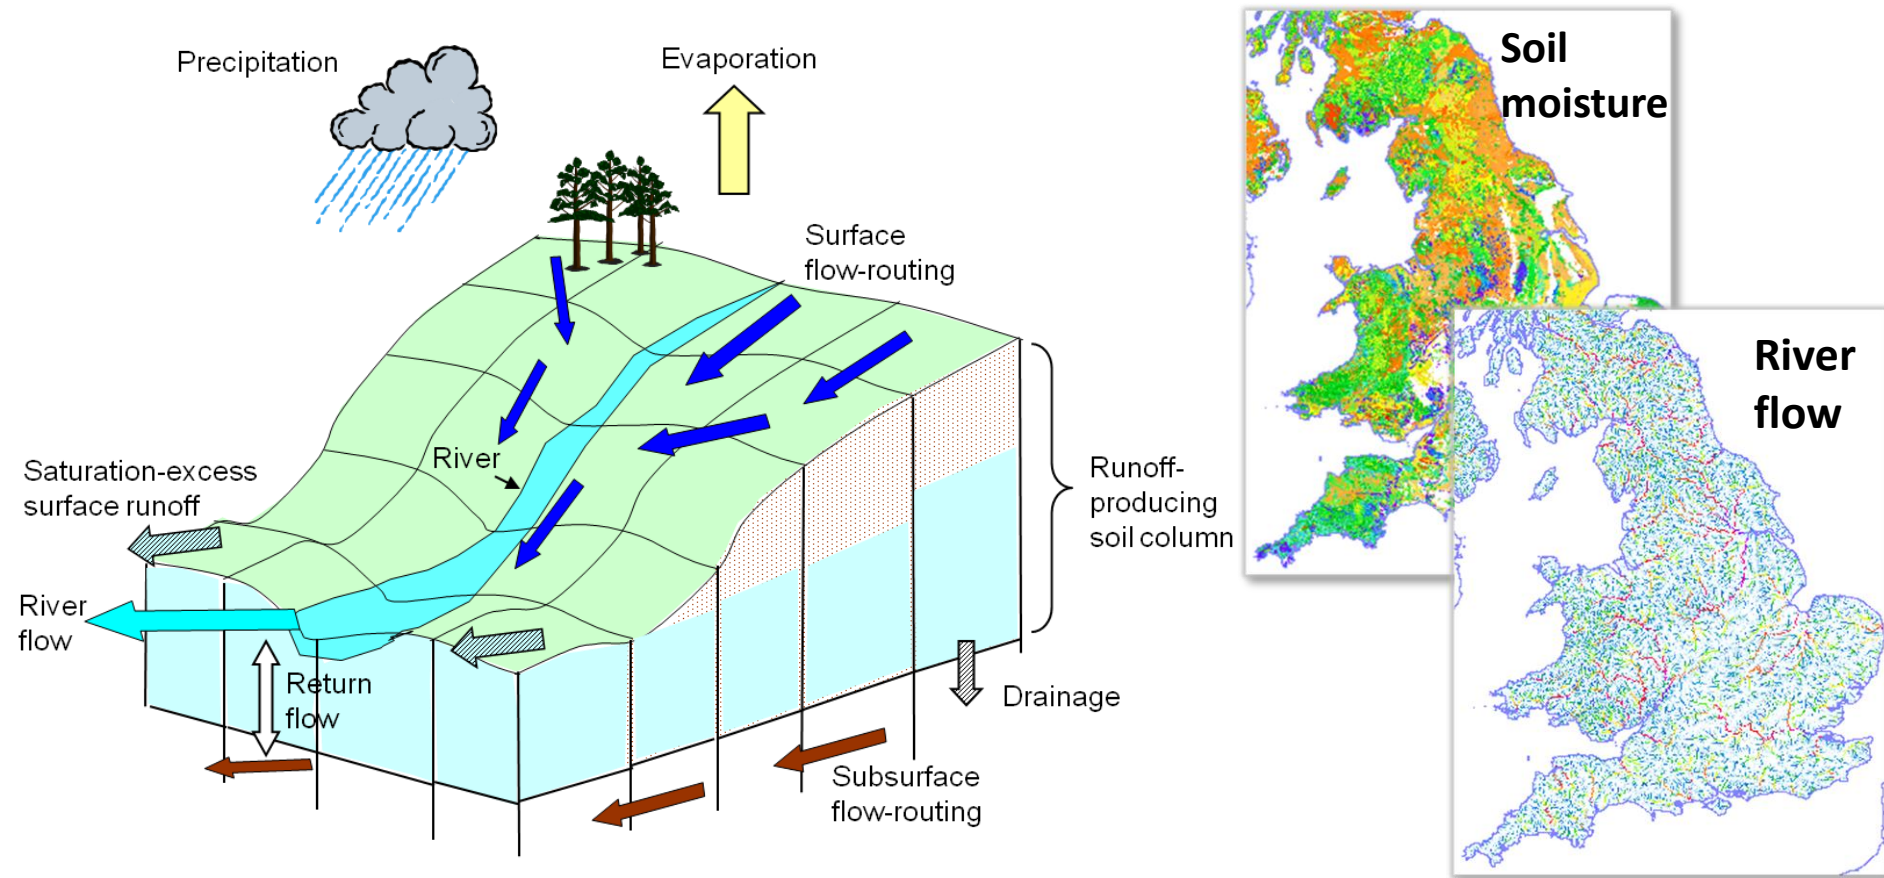 Precipitation
Evaporation
Surface
flow-routing
River
Saturation-excess
surface runoff
River
flow
Return
flow
Runoff-
producing
soil column
Drainage
Subsurface
flow-routing
Soil
moisture
River
flow